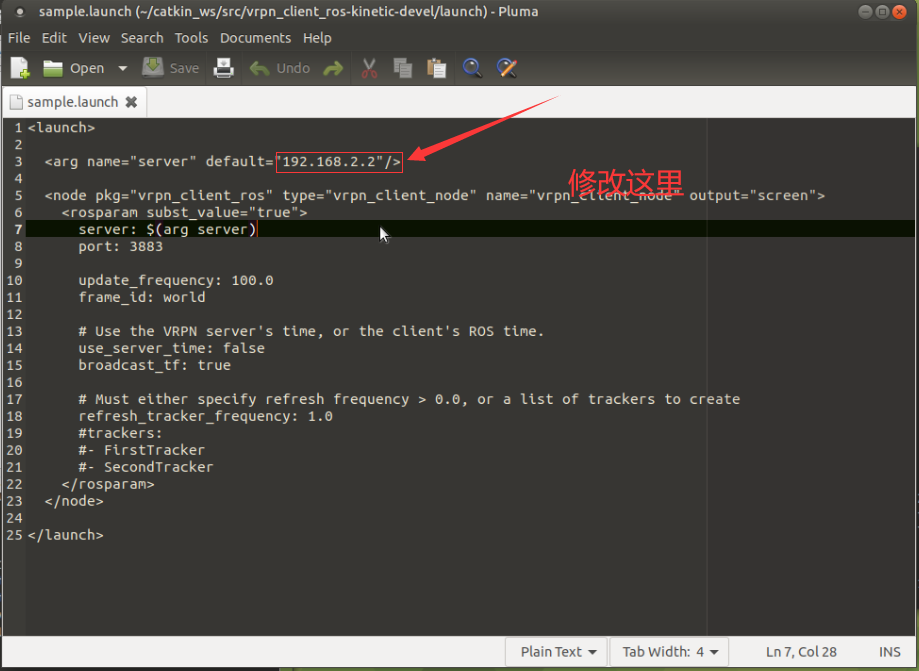 sample.launch (~/catkin_ws/src/vrpn_client_ros-kinetic-devel/launch) - Pluma
File Edit View Search Tools Documents Help
Open Save Undo
sample.launch
1 <launch>
2
3 <arg name="server" default="192.168.2.2"/>
修改这里
4
5 <node pkg="vrpn_client_ros" type="vrpn_client_node" name="vrpn_client_node" output="screen">
6 <rosparam subst_value="true">
7 server: $(arg server)
8 port: 3883
9
10 update_frequency: 100.0
11 frame_id: world
12
13 # Use the VRPN server's time, or the client's ROS time.
14 use_server_time: false
15 broadcast_tf: true
16
17 # Must either specify refresh frequency > 0.0, or a list of trackers to create
18 refresh_tracker_frequency: 1.0
19 #trackers:
20 #- FirstTracker
21 #- SecondTracker
22 </rosparam>
23 </node>
24
25 </launch>
Plain Text Tab Width: 4 Ln 7, Col 28 INS